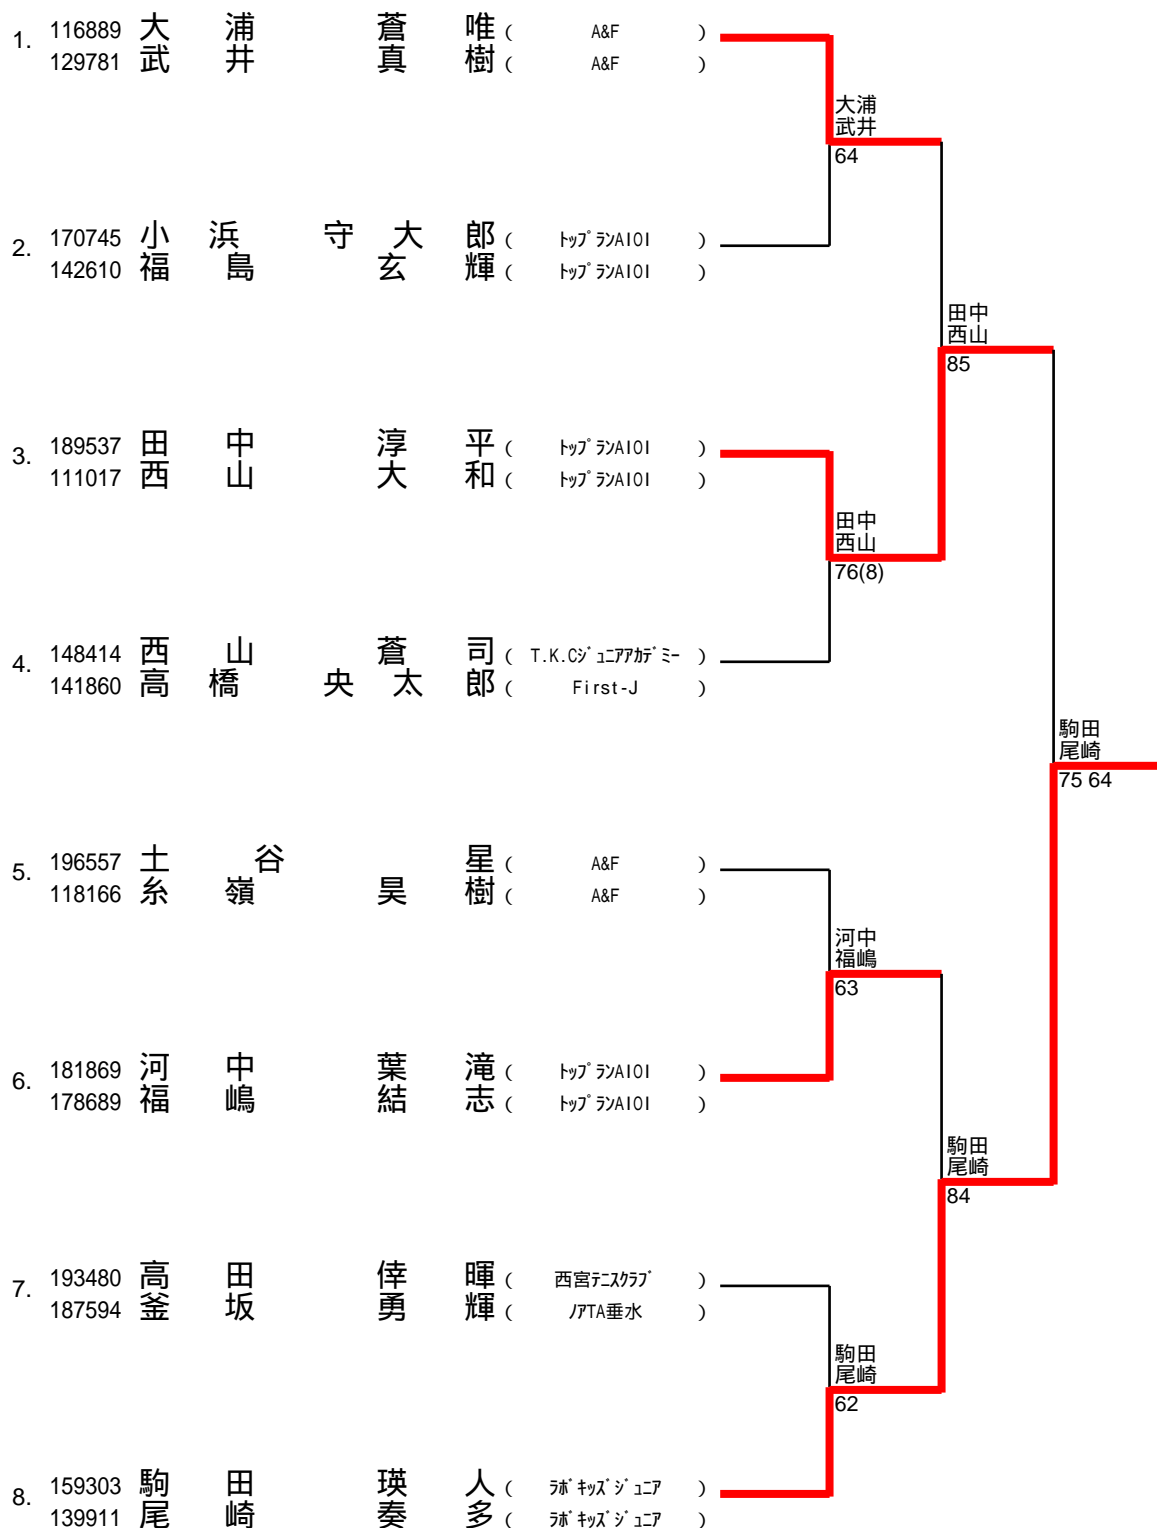 1. 116889 大浦 蒼唯 ( A&F )
129781 武井 真樹 ( A&F )
大浦
武井
64
2. 170745 小浜 守大郎 ( トップランAIOI )
142610 福島 玄輝 ( トップランAIOI )
田中
西山
85
3. 189537 田中 淳平 ( トップランAIOI )
111017 西山 大和 ( トップランAIOI )
田中
西山
76(8)
4. 148414 西山 蒼司 ( T.K.Cジュニアアカデミー )
141860 高橋 央太郎 ( First-J )
駒田
尾崎
75 64
5. 196557 土谷 星 ( A&F )
118166 糸嶺 昊樹 ( A&F )
河中
福嶋
63
6. 181869 河中 葉滝 ( トップランAIOI )
178689 福嶋 結志 ( トップランAIOI )
駒田
尾崎
84
7. 193480 高田 倖暉 ( 西宮テニスクラブ )
187594 釜坂 勇輝 ( ノアTA垂水 )
駒田
尾崎
62
8. 159303 駒田 瑛人 ( ラボキッズジュニア )
139911 尾崎 奏多 ( ラボキッズジュニア )